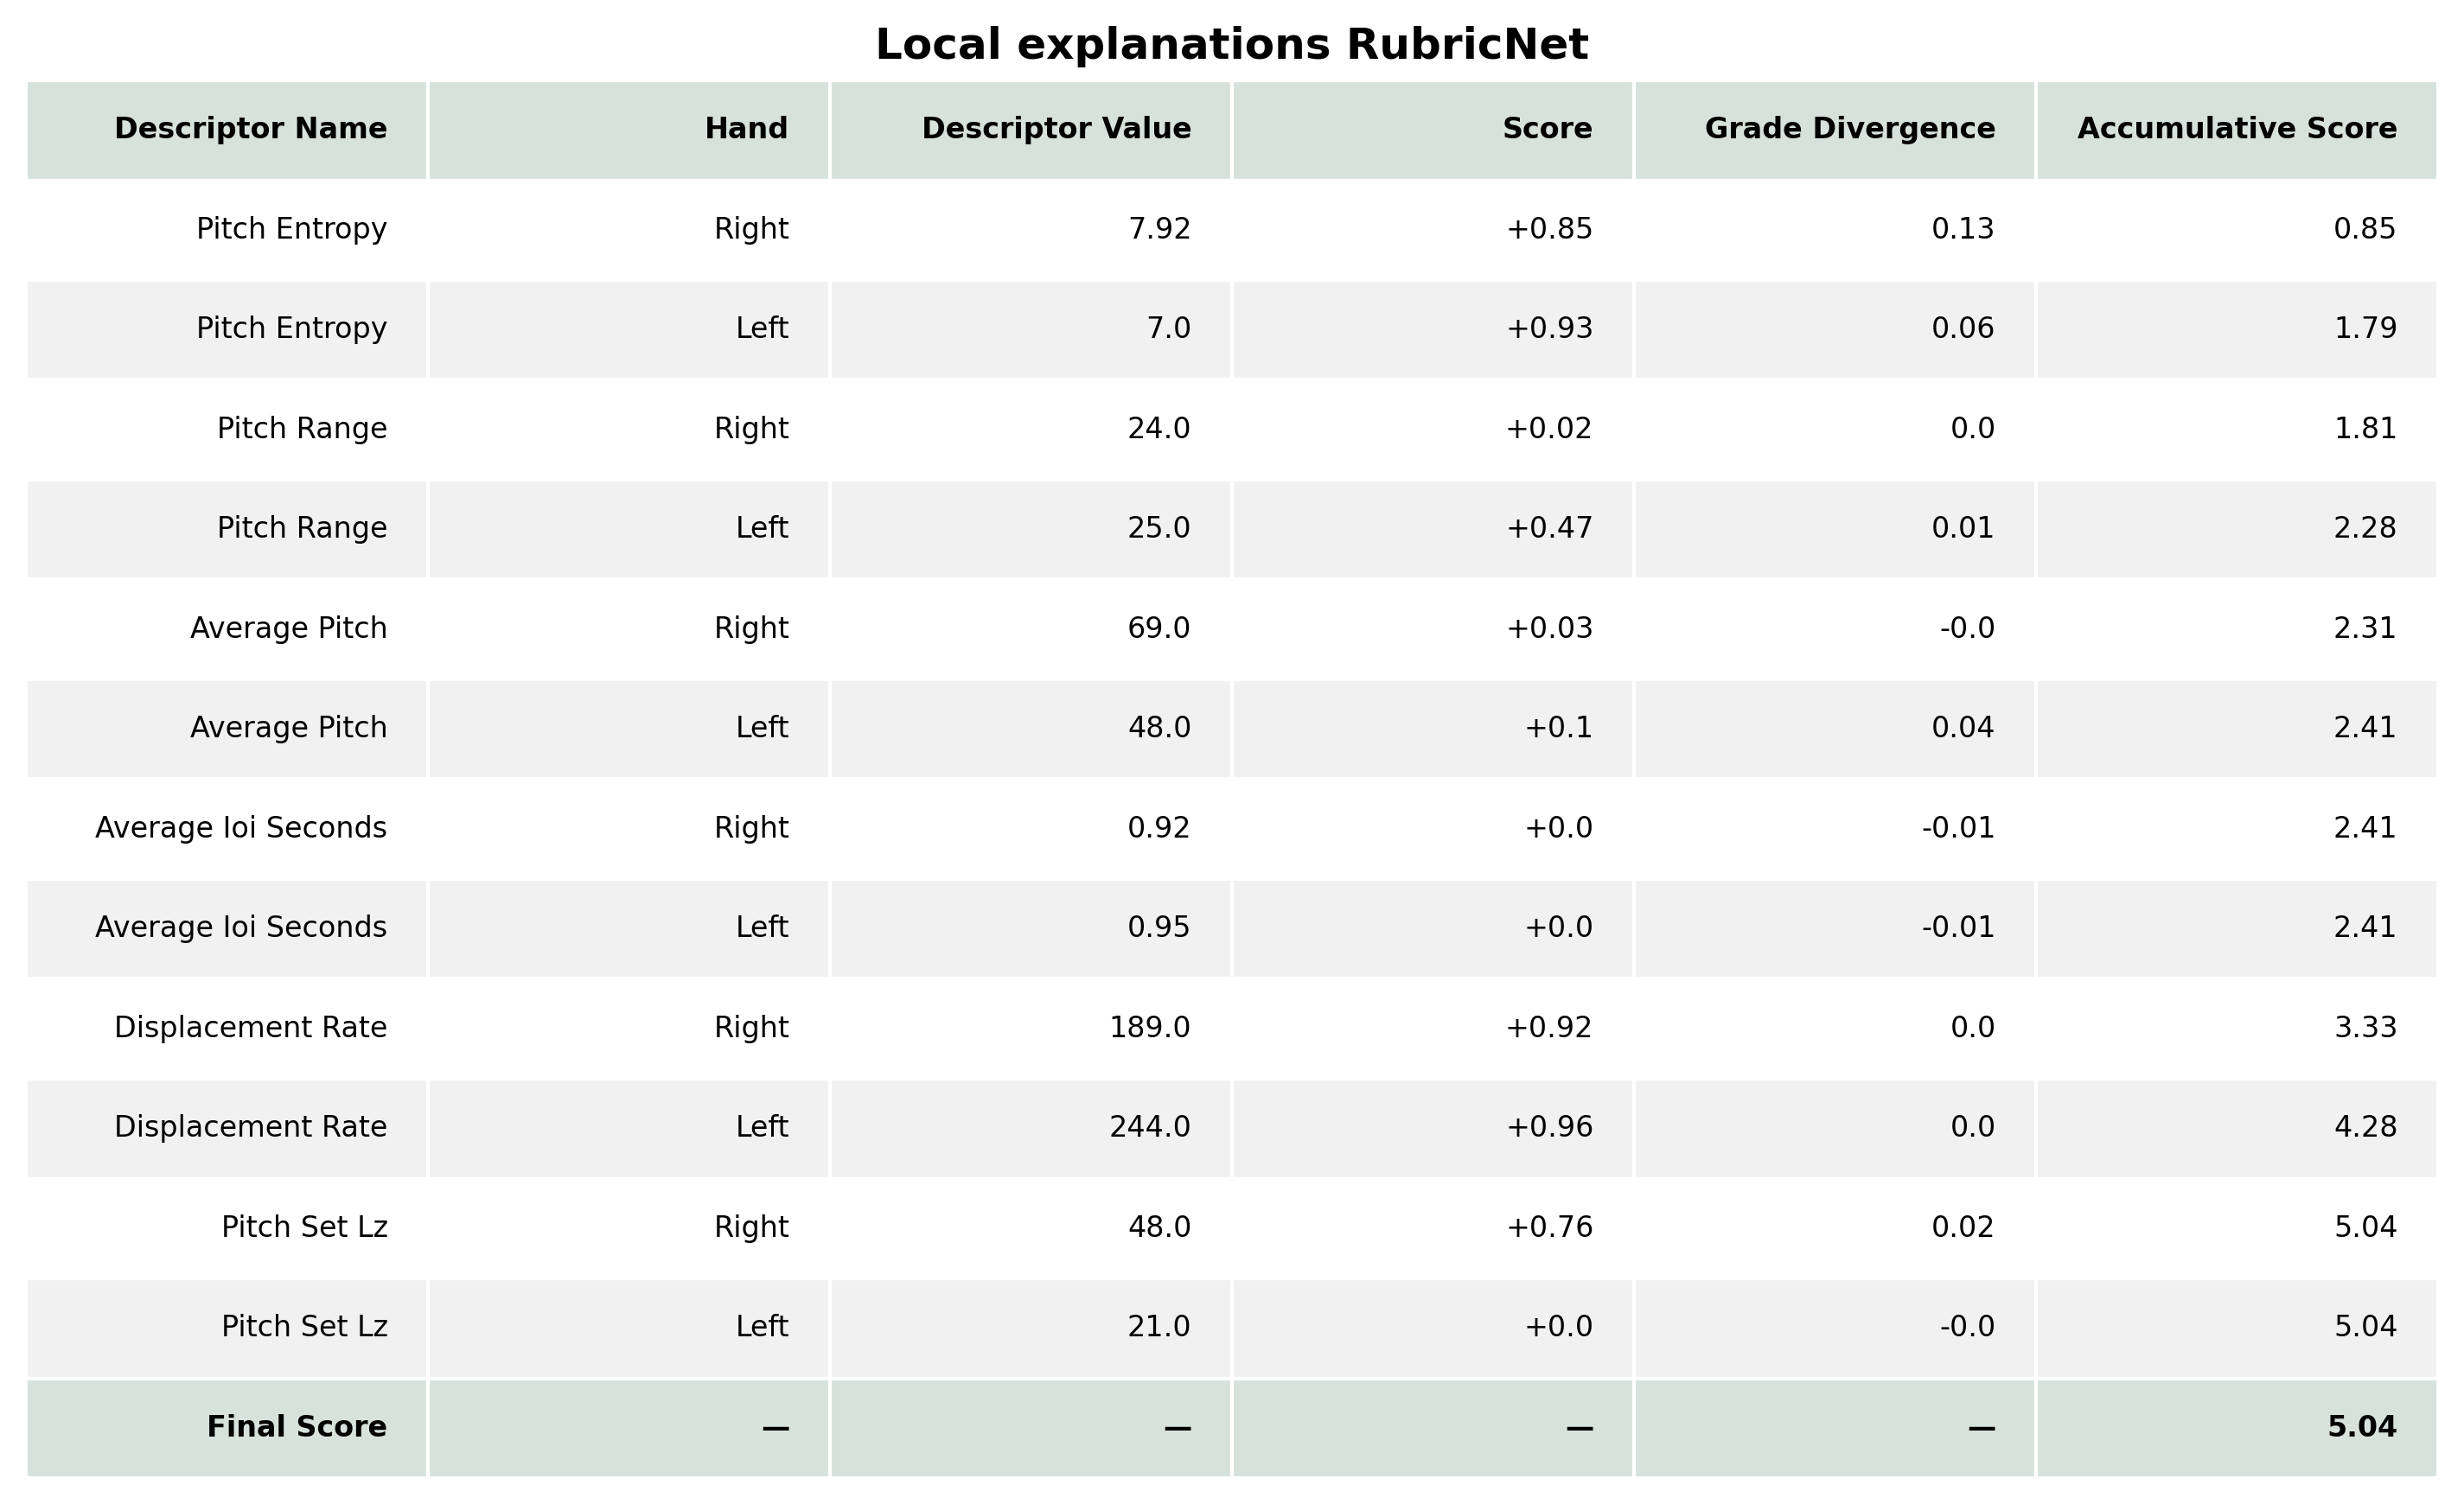 Local explanations RubricNet
Descriptor Name Hand Descriptor Value Score Grade Divergence Accumulative Score
Pitch Entropy Right 7.92 +0.85 0.13 0.85
Pitch Entropy Left 7.0 +0.93 0.06 1.79
Pitch Range Right 24.0 +0.02 0.0 1.81
Pitch Range Left 25.0 +0.47 0.01 2.28
Average Pitch Right 69.0 +0.03 -0.0 2.31
Average Pitch Left 48.0 +0.1 0.04 2.41
Average Ioi Seconds Right 0.92 +0.0 -0.01 2.41
Average Ioi Seconds Left 0.95 +0.0 -0.01 2.41
Displacement Rate Right 189.0 +0.92 0.0 3.33
Displacement Rate Left 244.0 +0.96 0.0 4.28
Pitch Set Lz Right 48.0 +0.76 0.02 5.04
Pitch Set Lz Left 21.0 +0.0 -0.0 5.04
Final Score — — — — 5.04